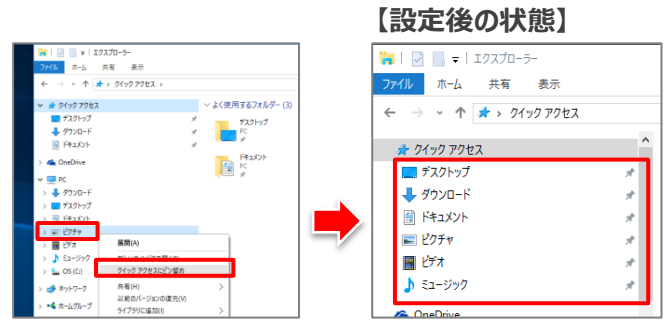 【設定後の状態】
エクスプローラー
ファイル ホーム 共有 表示
クイック アクセス
クイック アクセス
デスクトップ
ダウンロード
ドキュメント
OneDrive
PC
ダウンロード
デスクトップ
ドキュメント
ピクチャ
ビデオ
ミュージック
OS (C:)
ネットワーク
ホームグループ
よく使用するフォルダー (3)
デスクトップ
PC
ドキュメント
PC
展開(A)
クイック アクセスにピン留め
共有(H)
以前のバージョンの復元(V)
ライブラリに追加(I)
エクスプローラー
ファイル ホーム 共有 表示
クイック アクセス
クイック アクセス
デスクトップ
ダウンロード
ドキュメント
ピクチャ
ビデオ
ミュージック
OneDrive